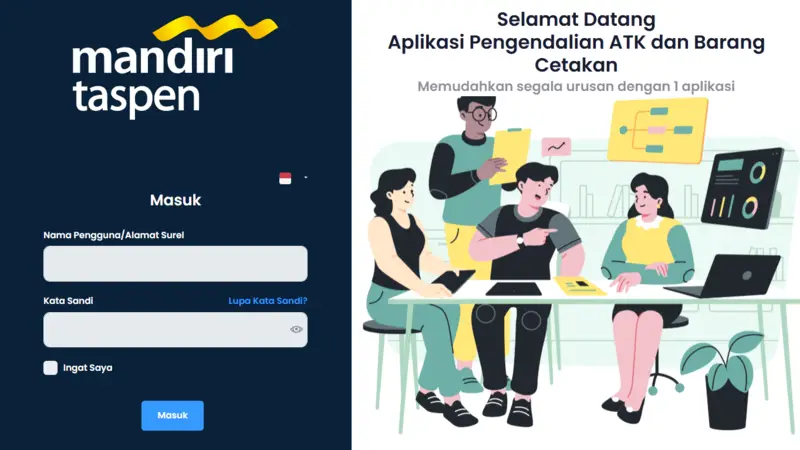 mandiri
taspen
Masuk
Nama Pengguna/Alamat Surel
Kata Sandi
Lupa Kata Sandi?
Ingat Saya
Masuk
Selamat Datang
Aplikasi Pengendalian ATK dan Barang
Cetakan
Memudahkan segala urusan dengan 1 aplikasi